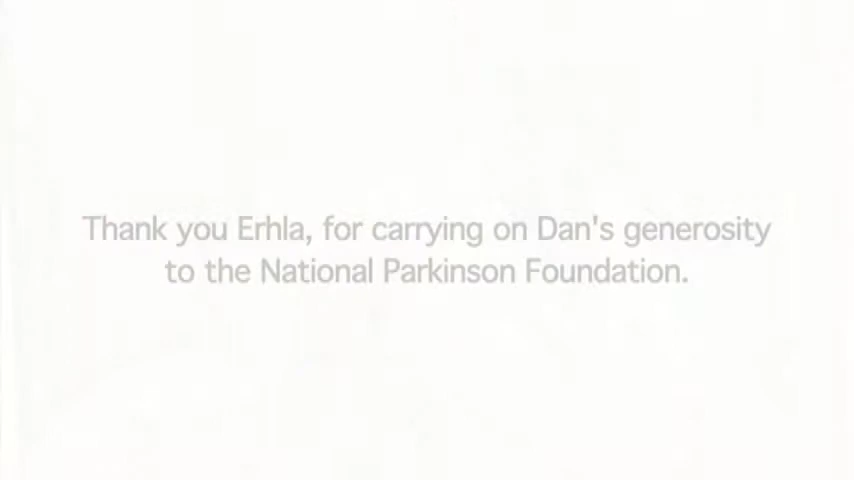 Thank you Erhla, for carrying on Dan's generosity
to the National Parkinson Foundation.